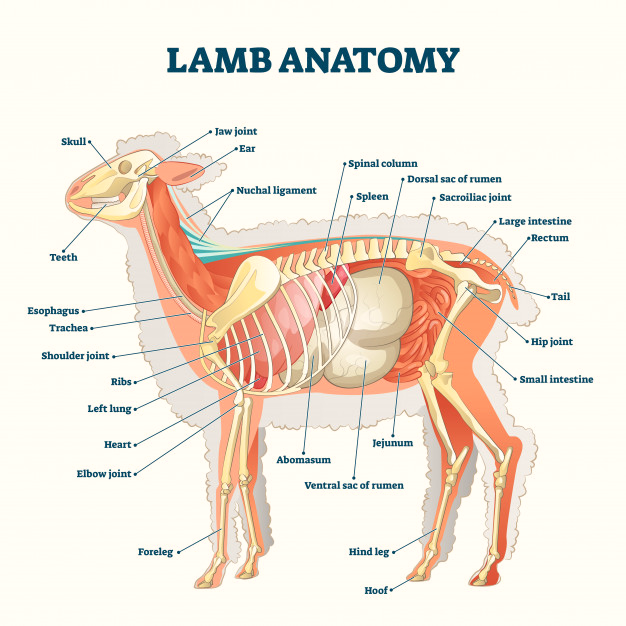 LAMB ANATOMY
Jaw joint
Skull
Ear
Spinal column
Dorsal sac of rumen
Nuchal ligament
Spleen
Sacroiliac joint
Large intestine
Rectum
Teeth
Tail
Esophagus
Trachea
Hip joint
Shoulder joint
Small intestine
Ribs
Left lung
Heart
Jejunum
Abomasum
Elbow joint
Ventral sac of rumen
Foreleg
Hind leg
Hoof